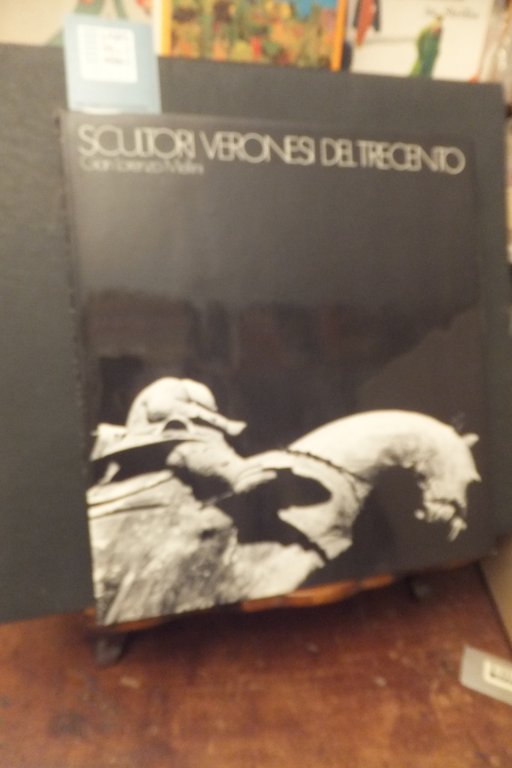 SCULTORI VERONESI DEL TRECENTO
Gian Lorenzo Mellini